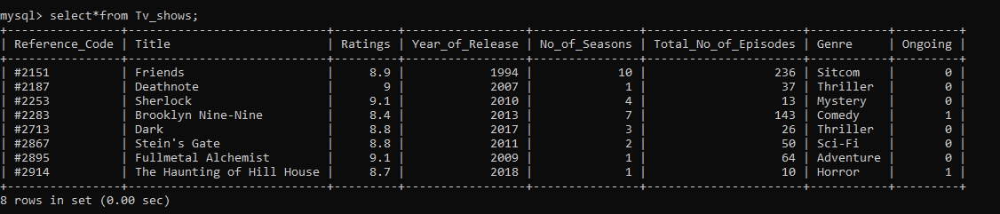 mysql> select*from Tv_shows;
+----------------+---------------------------+---------+-----------------+---------------+-----------------------+-----------+---------+
| Reference_Code | Title                     | Ratings | Year_of_Release | No_of_Seasons | Total_No_of_Episodes | Genre     | Ongoing |
+----------------+---------------------------+---------+-----------------+---------------+-----------------------+-----------+---------+
| #2151          | Friends                   |     8.9 |            1994 |            10 |                  236 | Sitcom    |       0 |
| #2187          | Deathnote                 |       9 |            2007 |             1 |                   37 | Thriller  |       0 |
| #2253          | Sherlock                  |     9.1 |            2010 |             4 |                   13 | Mystery   |       0 |
| #2283          | Brooklyn Nine-Nine        |     8.4 |            2013 |             7 |                  143 | Comedy    |       1 |
| #2713          | Dark                      |     8.8 |            2017 |             3 |                   26 | Thriller  |       0 |
| #2867          | Stein's Gate              |     8.8 |            2011 |             2 |                   50 | Sci-Fi    |       0 |
| #2895          | Fullmetal Alchemist       |     9.1 |            2009 |             1 |                   64 | Adventure |       0 |
| #2914          | The Haunting of Hill House |     8.7 |            2018 |             1 |                   10 | Horror    |       1 |
+----------------+---------------------------+---------+-----------------+---------------+-----------------------+-----------+---------+
8 rows in set (0.00 sec)